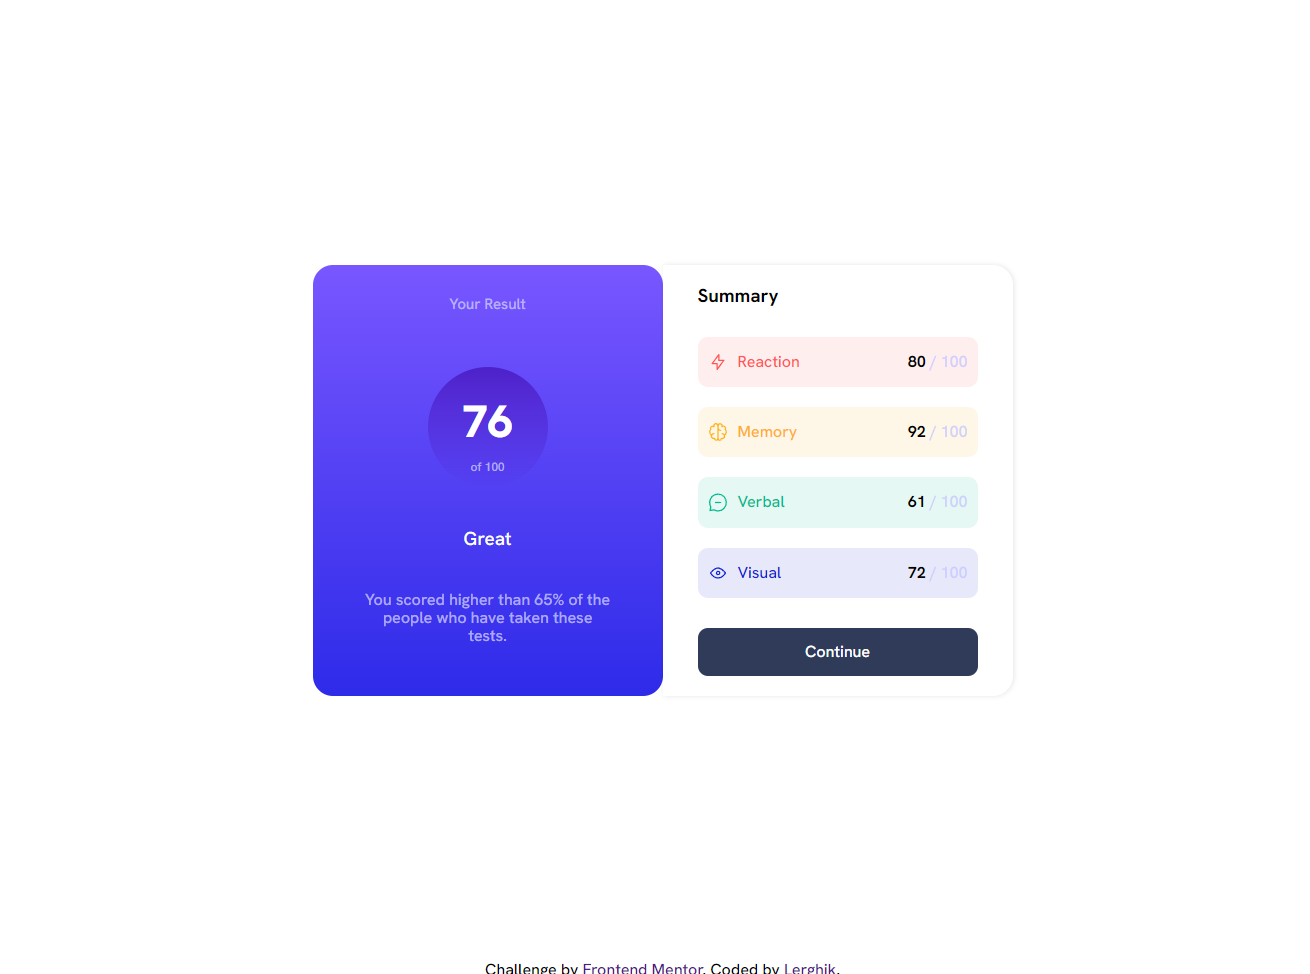 Your Result
76
of 100
Great
You scored higher than 65% of the
people who have taken these
tests.
Summary
Reaction 80 / 100
Memory 92 / 100
Verbal 61 / 100
Visual 72 / 100
Continue
Challenge by Frontend Mentor. Coded by Lerghik.